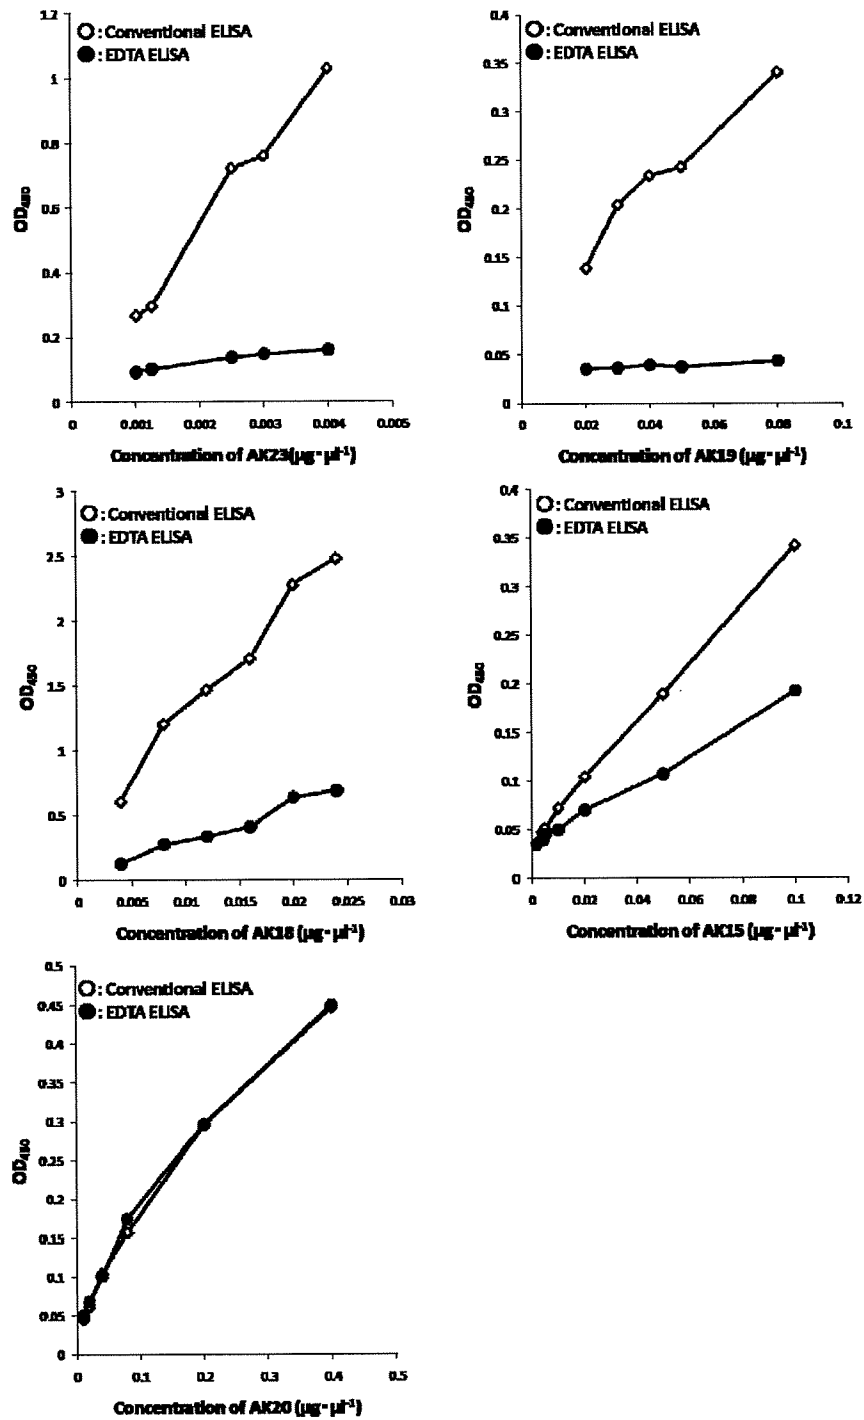 ◇: Conventional ELISA
●: EDTA ELISA
1.2
1
0.8
0.6
0.4
0.2
0
OD450
0 0.001 0.002 0.003 0.004 0.005
Concentration of AK23(μg·μl-1)
◇: Conventional ELISA
●: EDTA ELISA
0.4
0.35
0.3
0.25
0.2
0.15
0.1
0.05
0
OD450
0 0.02 0.04 0.06 0.08 0.1
Concentration of AK19 (μg·μl-1)
○: Conventional ELISA
●: EDTA ELISA
3
2.5
2
1.5
1
0.5
0
OD450
0 0.005 0.01 0.015 0.02 0.025 0.03
Concentration of AK18 (μg·μl-1)
◇: Conventional ELISA
●: EDTA ELISA
0.4
0.35
0.3
0.25
0.2
0.15
0.1
0.05
0
OD450
0 0.02 0.04 0.06 0.08 0.1 0.12
Concentration of AK15 (μg·μl-1)
○: Conventional ELISA
●: EDTA ELISA
0.5
0.45
0.4
0.35
0.3
0.25
0.2
0.15
0.1
0.05
0
OD450
0 0.1 0.2 0.3 0.4 0.5
Concentration of AK20 (μg·μl-1)